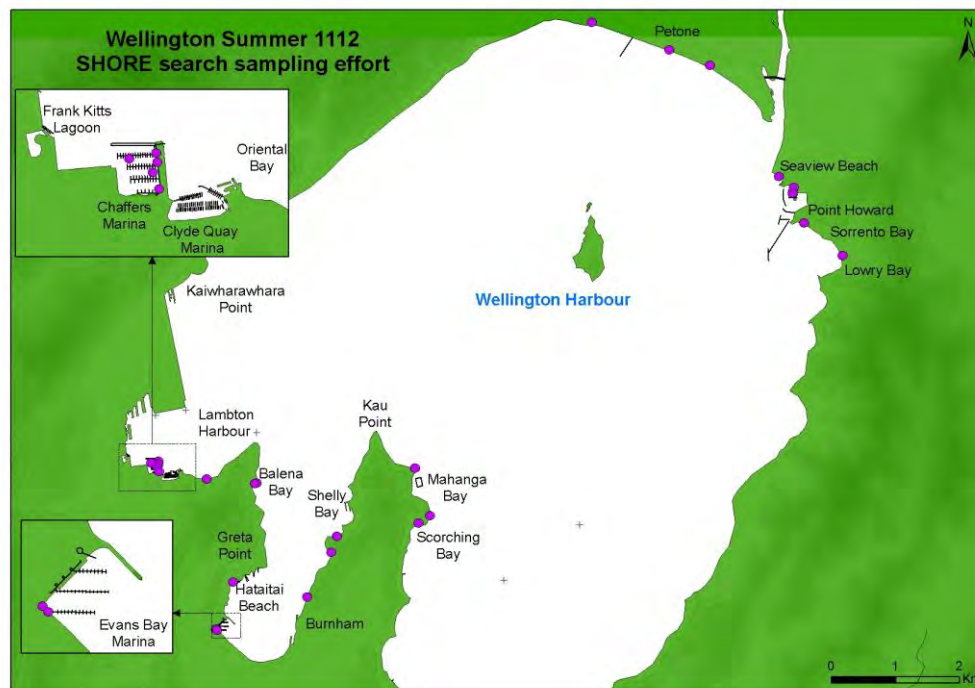 Wellington Summer 1112
SHORE search sampling effort
N
Petone
Frank Kitts
Lagoon
Oriental
Bay
Chaffers
Marina
Clyde Quay
Marina
Seaview Beach
Point Howard
Sorrento Bay
Lowry Bay
Kaiwharawhara
Point
Wellington Harbour
Kau
Point
Lambton
Harbour
Balena
Bay
Shelly
Bay
Mahanga
Bay
Scorching
Bay
Greta
Point
Hataitai
Beach
Burnham
Evans Bay
Marina
0 1 2